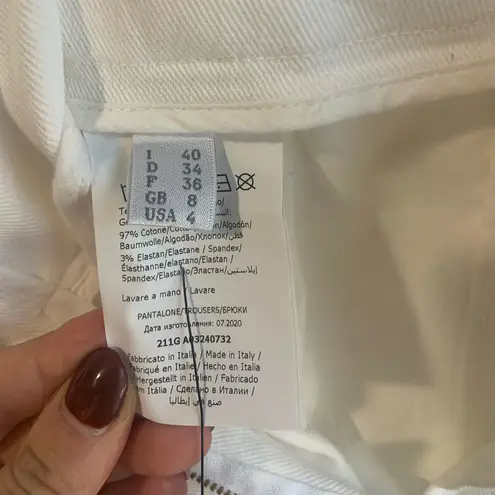 I 40
D 34
F 36
GB 8
USA 4
97% Cotone/ /Algodón/
Baumwolle/Algodão/Хлопок/قطن/
3% Elastan/Elastane / Spandex/
Élasthanne/elastano/Elastan /
Spandex/Elastano/Эластан/إيلاستين/
Lavare a mano / Lavare
PANTALONE/TROUSERS/БРЮКИ
Дата изготовления: 07.2020
211G A03240732
Fabbricato in Italia / Made in Italy /
Fabriqué en Italie / Hecho en Italia
Hergestellt in Italien / Fabricado
em Itália / Сделано в Италии /
صنع في إيطاليا